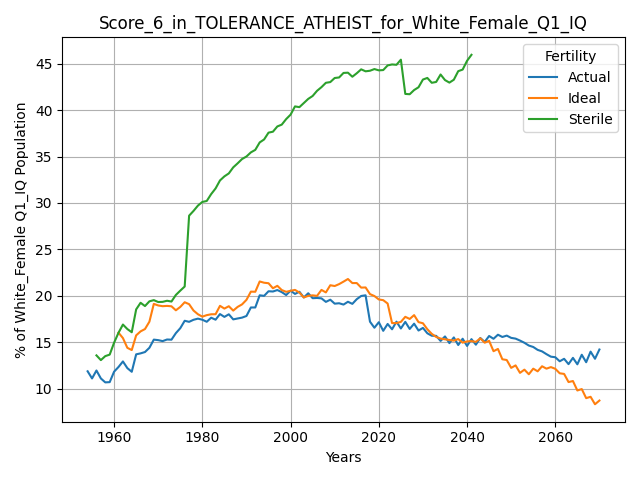 Score_6_in_TOLERANCE_ATHEIST_for_White_Female_Q1_IQ
% of White_Female Q1_IQ Population
45
40
35
30
25
20
15
10
Fertility
Actual
Ideal
Sterile
1960
1980
2000
2020
2040
2060
Years